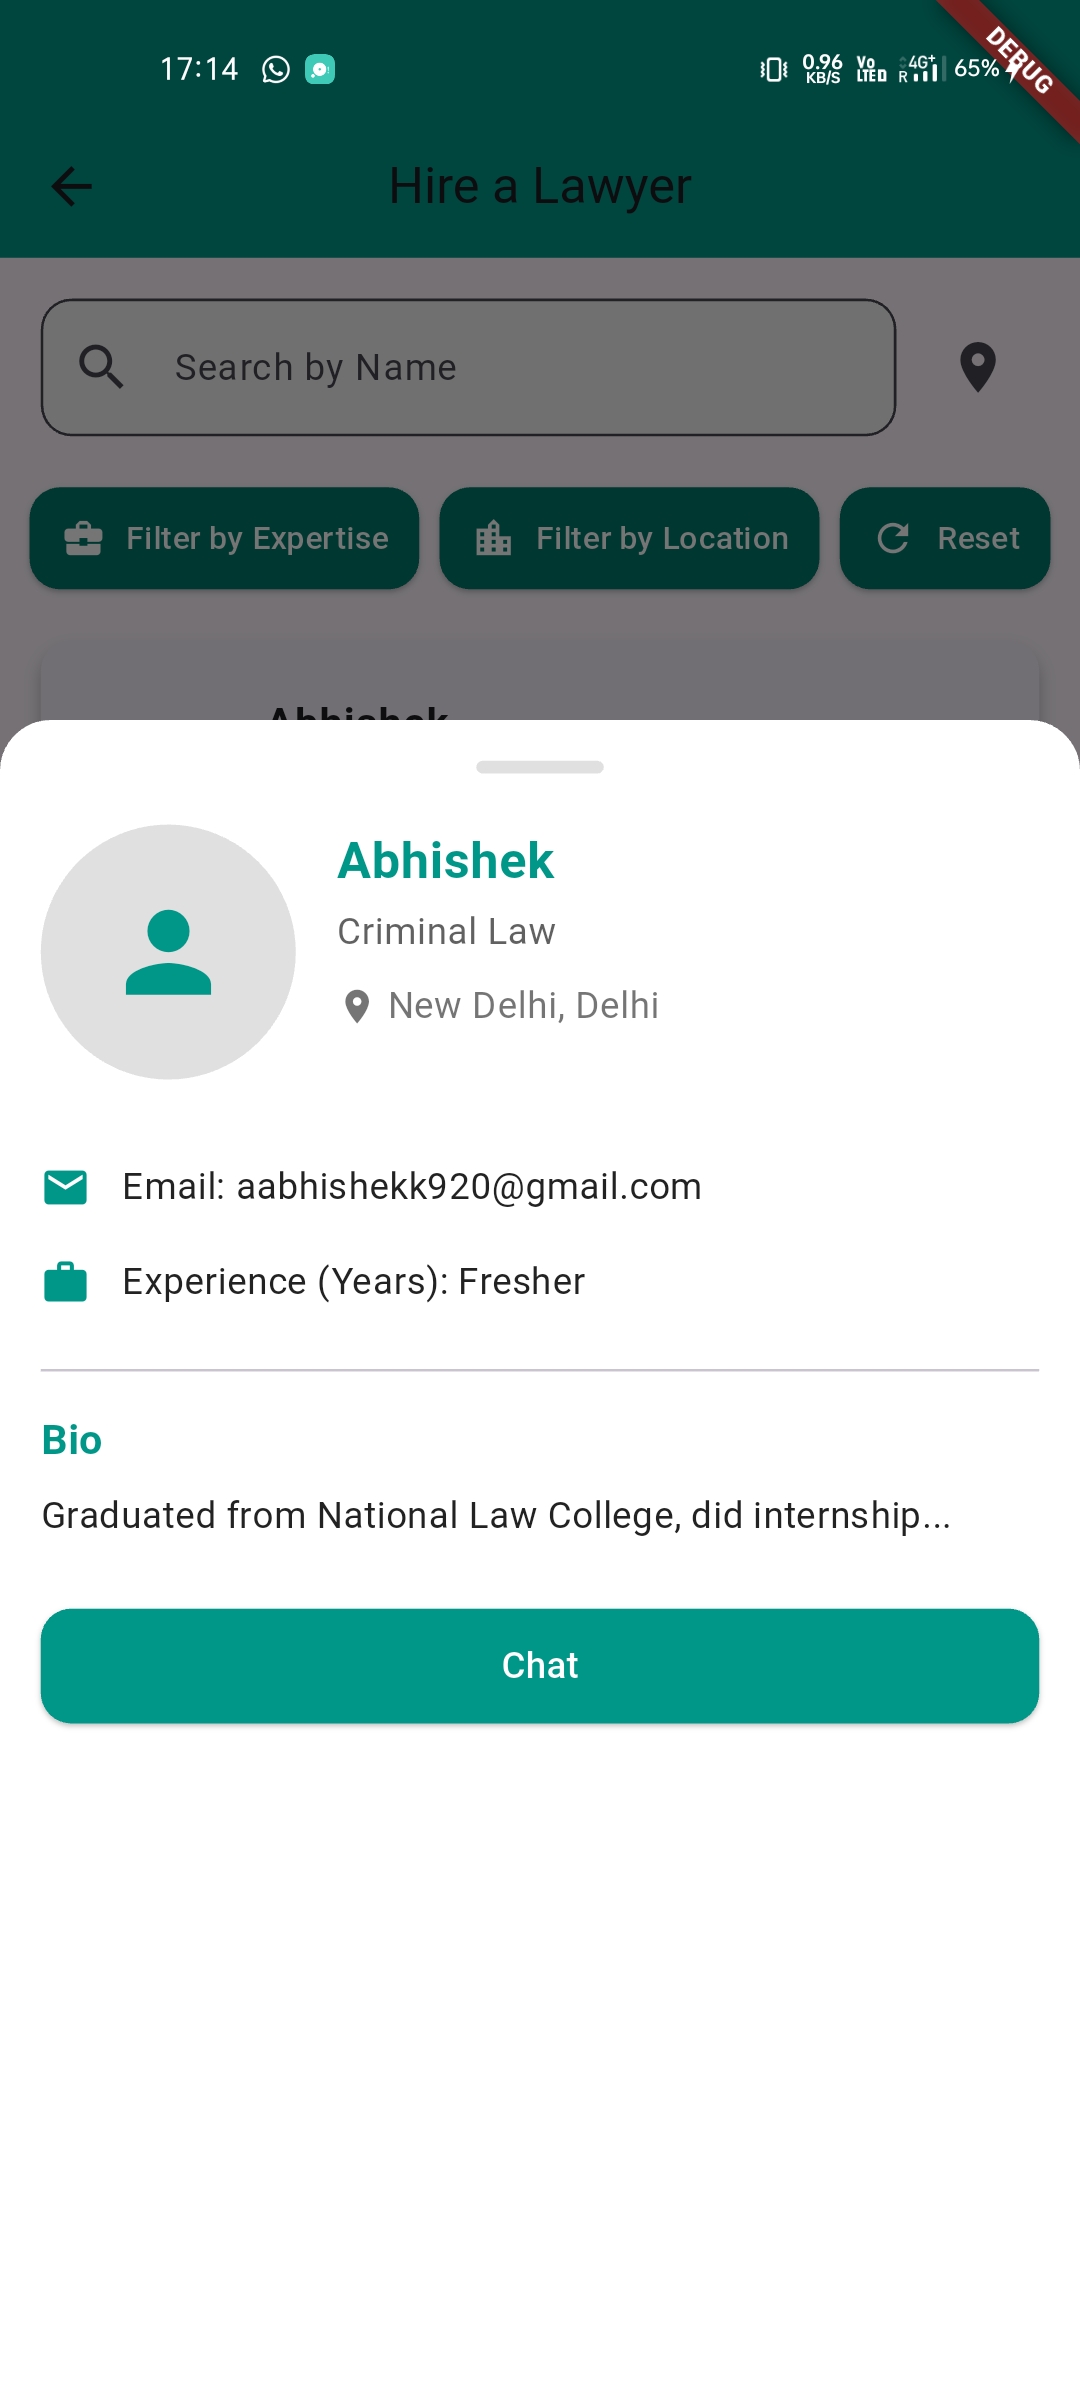 17:14 0.96 KB/S Vo LTED R 4G+ 65%
DEBUG
Hire a Lawyer
Search by Name
Filter by Expertise Filter by Location Reset
Abhishek
Abhishek
Criminal Law
New Delhi, Delhi
Email: aabhishekk920@gmail.com
Experience (Years): Fresher
Bio
Graduated from National Law College, did internship...
Chat